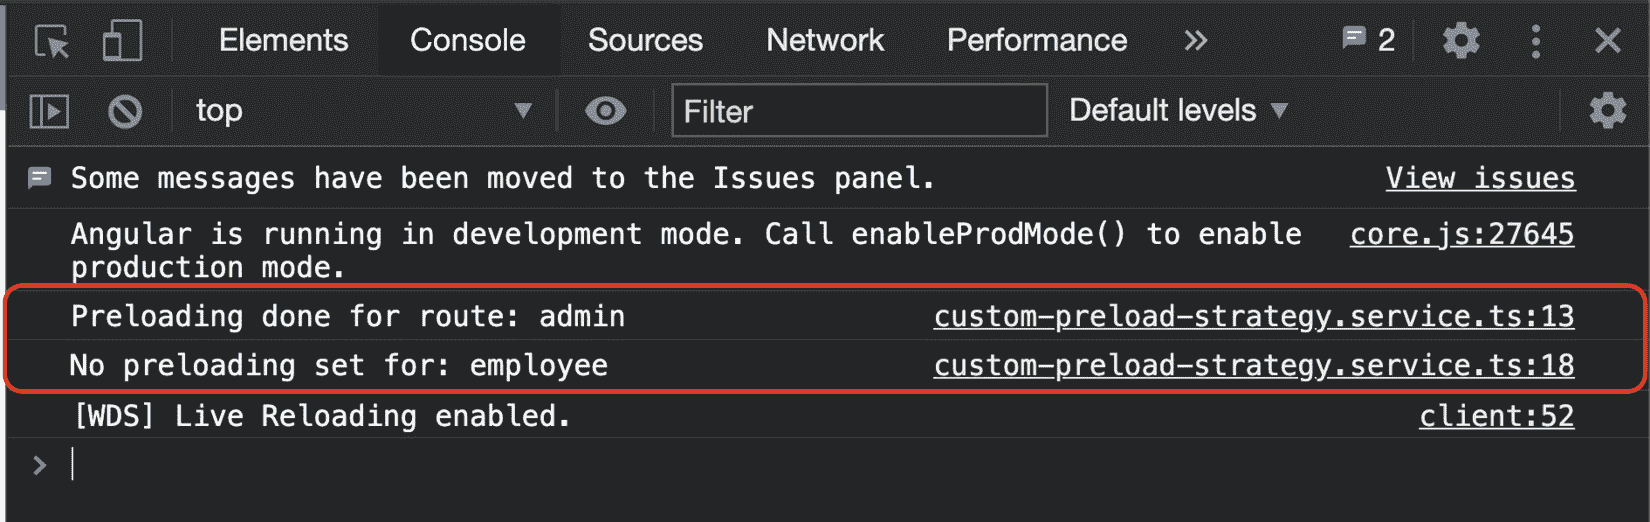 Elements Console Sources Network Performance 2
top Filter Default levels
Some messages have been moved to the Issues panel. View issues
Angular is running in development mode. Call enableProdMode() to enable core.js:27645
production mode.
Preloading done for route: admin custom-preload-strategy.service.ts:13
No preloading set for: employee custom-preload-strategy.service.ts:18
[WDS] Live Reloading enabled. client:52